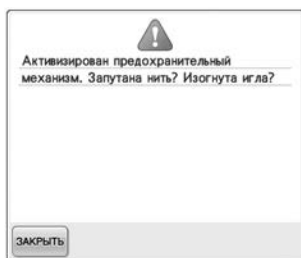 Активизирован предохранительный
механизм. Запутана нить? Изогнута игла?
ЗАКРЫТЬ